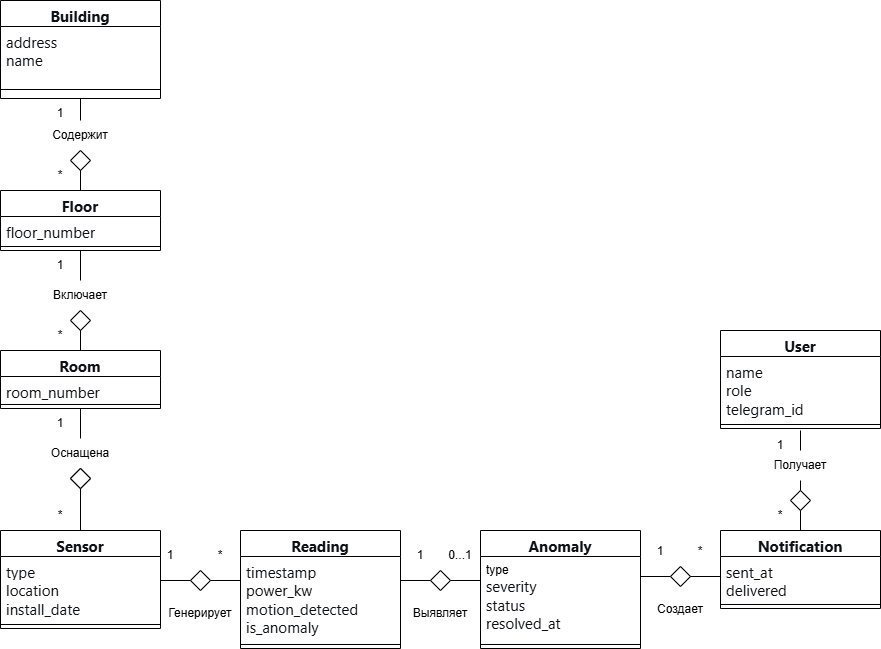 Building
address
name
1
Содержит
*
Floor
floor_number
1
Включает
*
Room
room_number
1
Оснащена
*
Sensor
type
location
install_date
1
*
Генерирует
Reading
timestamp
power_kw
motion_detected
is_anomaly
1
0...1
Выявляет
Anomaly
type
severity
status
resolved_at
1
*
Создает
User
name
role
telegram_id
1
Получает
*
Notification
sent_at
delivered